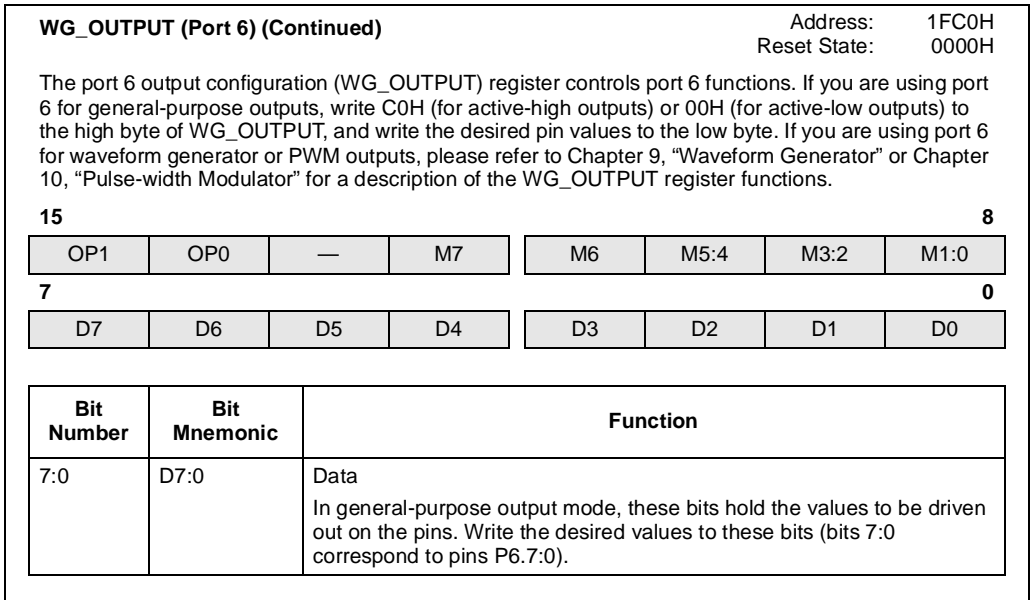 WG_OUTPUT (Port 6) (Continued)
Address: 1FC0H
Reset State: 0000H
The port 6 output configuration (WG_OUTPUT) register controls port 6 functions. If you are using port
6 for general-purpose outputs, write C0H (for active-high outputs) or 00H (for active-low outputs) to
the high byte of WG_OUTPUT, and write the desired pin values to the low byte. If you are using port 6
for waveform generator or PWM outputs, please refer to Chapter 9, “Waveform Generator” or Chapter
10, “Pulse-width Modulator” for a description of the WG_OUTPUT register functions.
15 8
OP1 OP0 — M7 M6 M5:4 M3:2 M1:0
7 0
D7 D6 D5 D4 D3 D2 D1 D0
Bit Number Bit Mnemonic Function
7:0 D7:0 Data
In general-purpose output mode, these bits hold the values to be driven
out on the pins. Write the desired values to these bits (bits 7:0
correspond to pins P6.7:0).